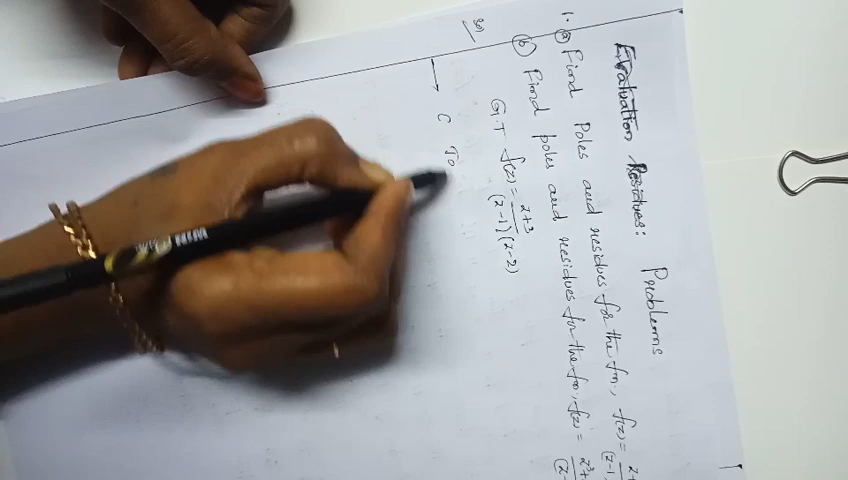 Evaluation Residues: Problems
1. (a) Find Poles and residues for the fn, f(z) =
(b) Find poles and residues for the fn, f(z) =
sol G.T f(z) = z+3
(z-1)(z-2)
C To